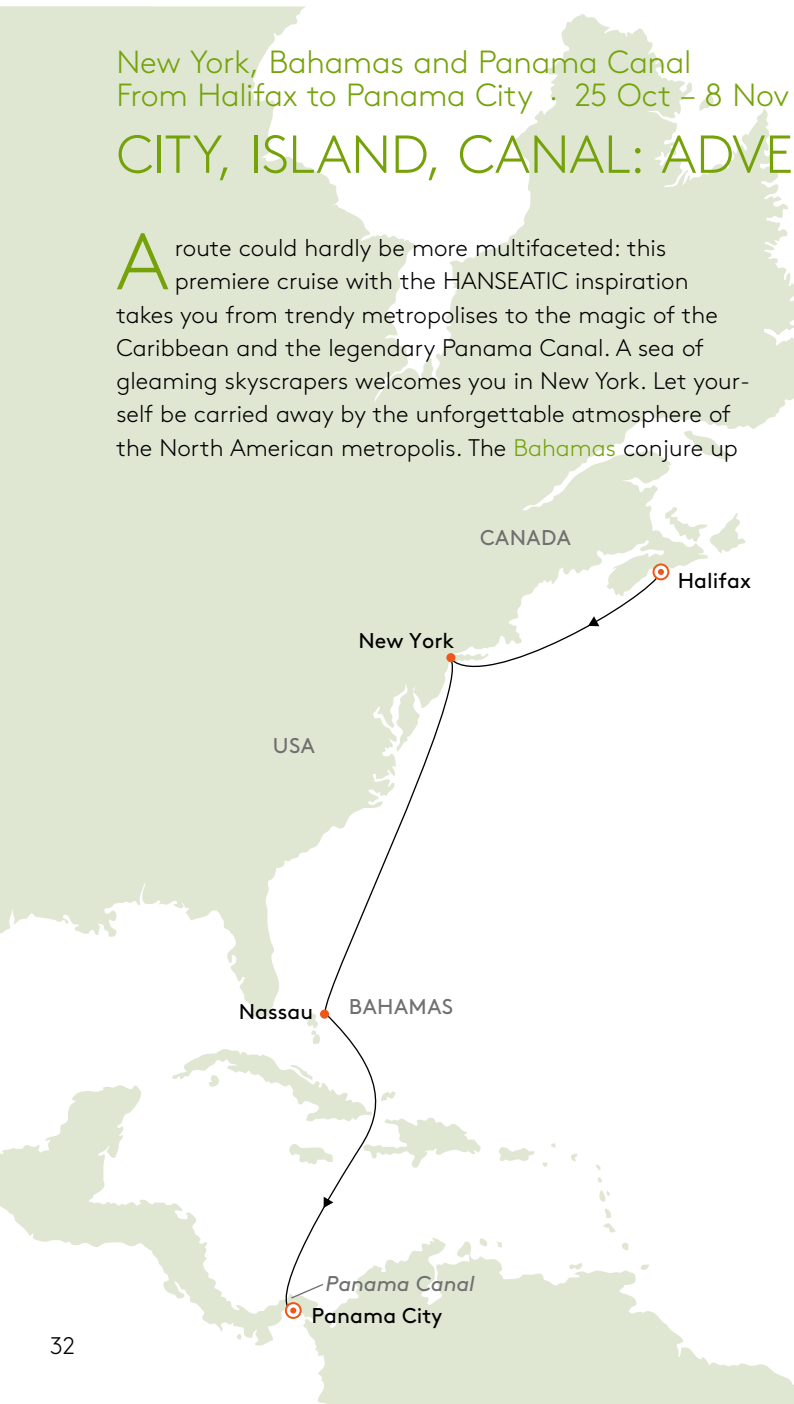 New York, Bahamas and Panama Canal
From Halifax to Panama City · 25 Oct – 8 Nov
CITY, ISLAND, CANAL: ADVE
A route could hardly be more multifaceted: this
premiere cruise with the HANSEATIC inspiration
takes you from trendy metropolises to the magic of the
Caribbean and the legendary Panama Canal. A sea of
gleaming skyscrapers welcomes you in New York. Let your-
self be carried away by the unforgettable atmosphere of
the North American metropolis. The Bahamas conjure up
CANADA
Halifax
New York
USA
Nassau
BAHAMAS
Panama Canal
Panama City
32